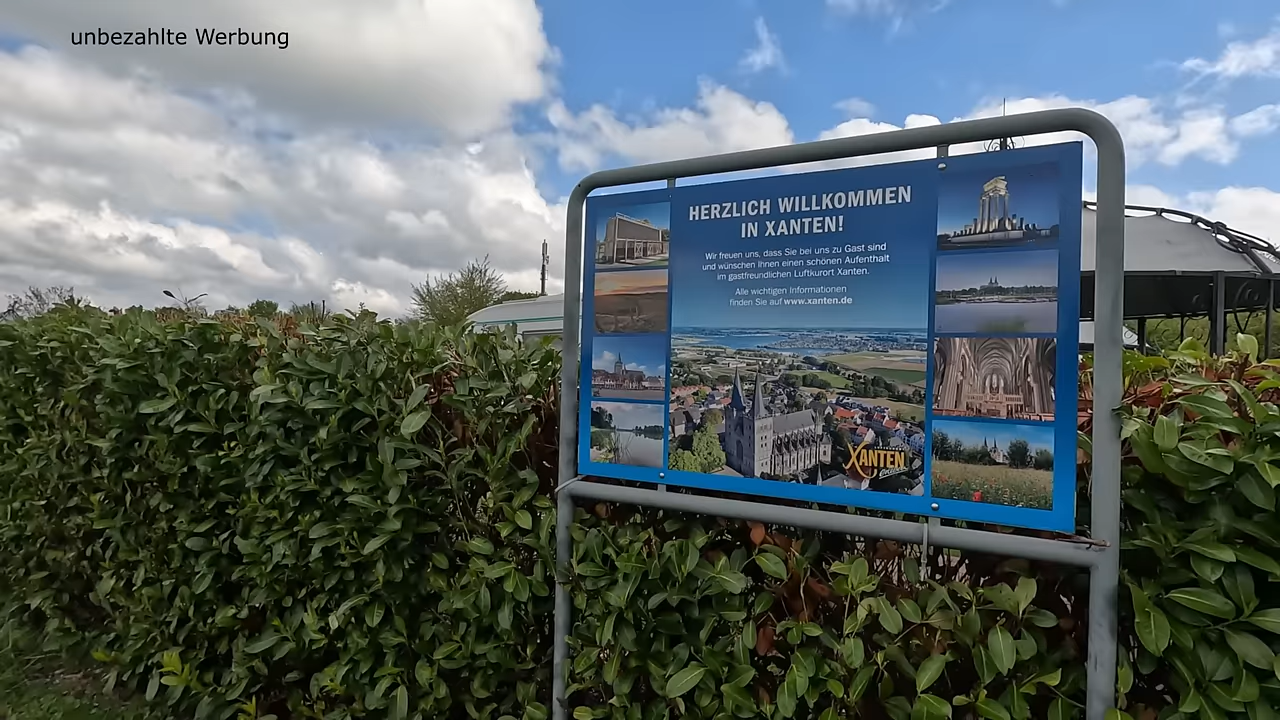 unbezahlte Werbung
HERZLICH WILLKOMMEN
IN XANTEN!
Wir freuen uns, dass Sie bei uns zu Gast sind
und wünschen Ihnen einen schönen Aufenthalt
im gastfreundlichen Luftkurort Xanten.
Alle wichtigen Informationen
finden Sie auf www.xanten.de
XANTEN